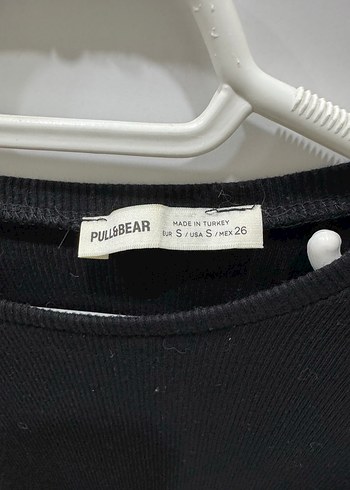 PULL&BEAR
MADE IN TURKEY
EUR S / USA S / MEX 26